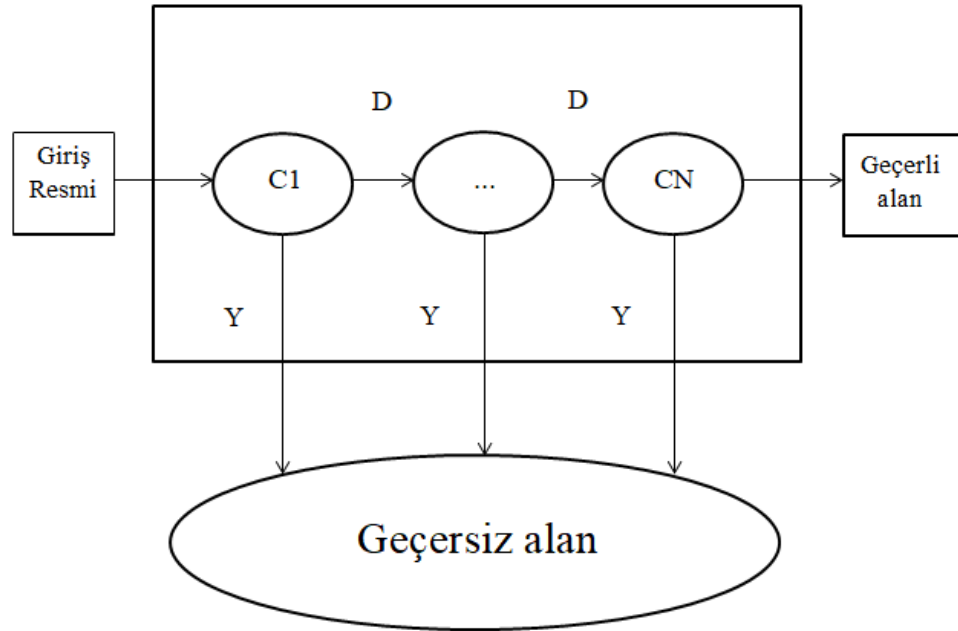 D
D
Giriş
Resmi
C1
...
CN
Geçerli
alan
Y
Y
Y
Geçersiz alan